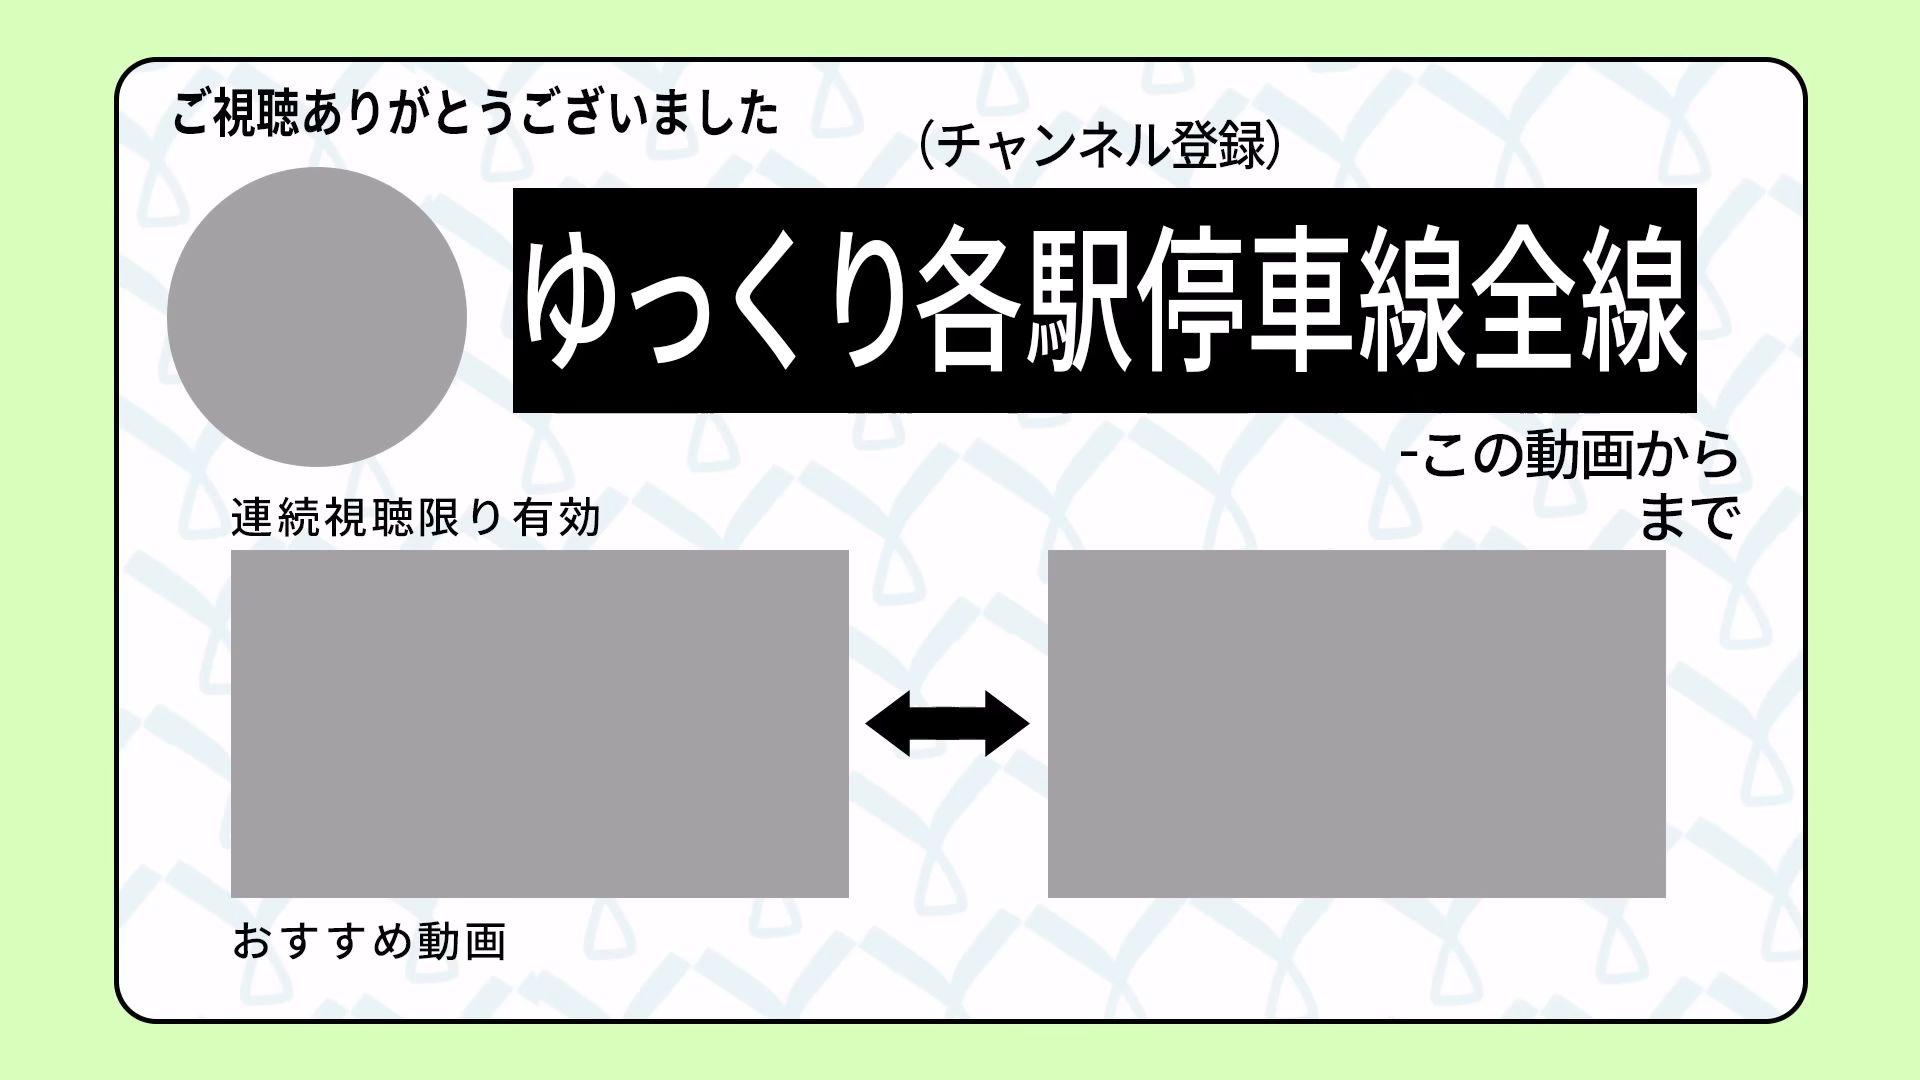 ご視聴ありがとうございました
（チャンネル登録）
ゆっくり各駅停車線全線
-この動画から
まで
連続視聴限り有効
おすすめ動画